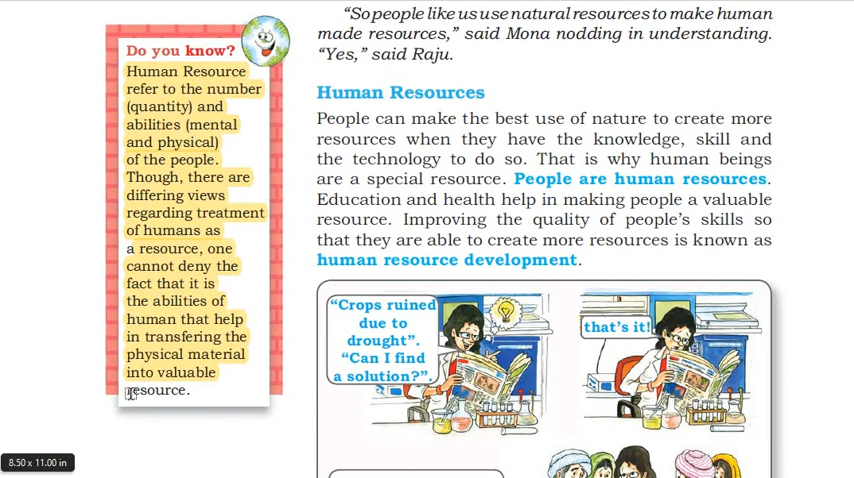 Do you know?
Human Resource
refer to the number
(quantity) and
abilities (mental
and physical)
of the people.
Though, there are
differing views
regarding treatment
of humans as
a resource, one
cannot deny the
fact that it is
the abilities of
human that help
in transfering the
physical material
into valuable
resource.
“So people like us use natural resources to make human
made resources,” said Mona nodding in understanding.
“Yes,” said Raju.
Human Resources
People can make the best use of nature to create more
resources when they have the knowledge, skill and
the technology to do so. That is why human beings
are a special resource. People are human resources.
Education and health help in making people a valuable
resource. Improving the quality of people’s skills so
that they are able to create more resources is known as
human resource development.
“Crops ruined
due to
drought”.
“Can I find
a solution?”.
that’s it!
8.50 x 11.00 in